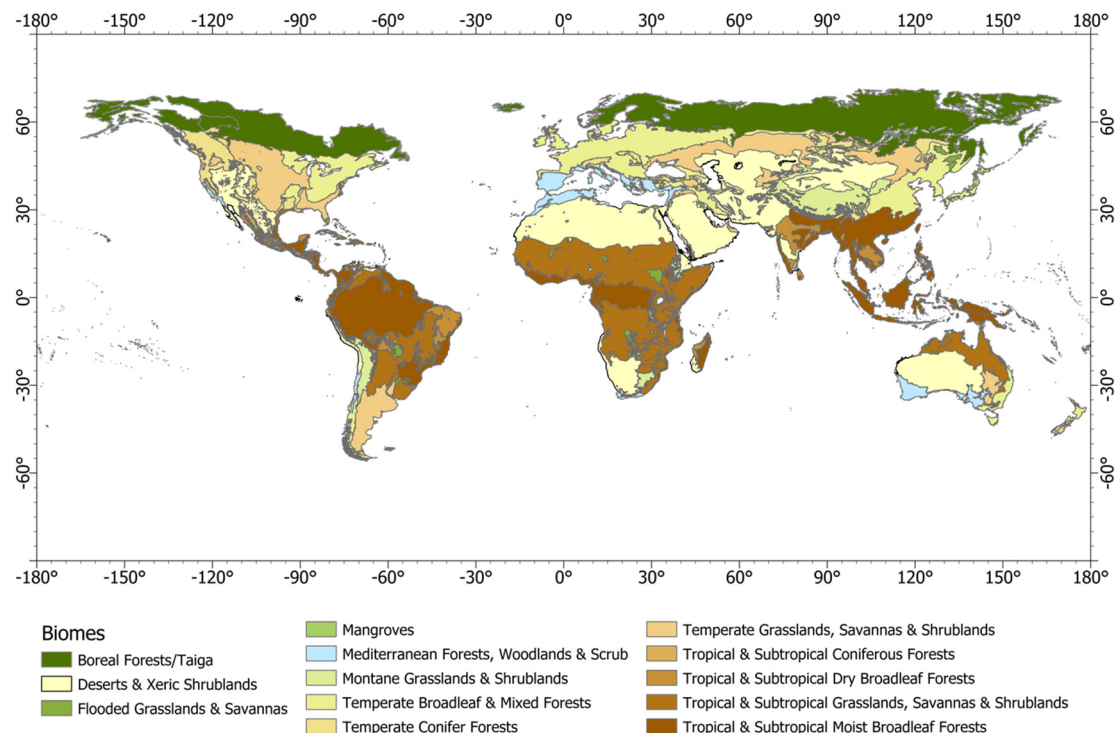 -180° -150° -120° -90° -60° -30° 0° 30° 60° 90° 120° 150° 180°
60° 60°
30° 30°
0° 0°
-30° -30°
-60° -60°
-180° -150° -120° -90° -60° -30° 0° 30° 60° 90° 120° 150° 180°
Biomes
Boreal Forests/Taiga
Deserts & Xeric Shrublands
Flooded Grasslands & Savannas
Mangroves
Mediterranean Forests, Woodlands & Scrub
Montane Grasslands & Shrublands
Temperate Broadleaf & Mixed Forests
Temperate Conifer Forests
Temperate Grasslands, Savannas & Shrublands
Tropical & Subtropical Coniferous Forests
Tropical & Subtropical Dry Broadleaf Forests
Tropical & Subtropical Grasslands, Savannas & Shrublands
Tropical & Subtropical Moist Broadleaf Forests